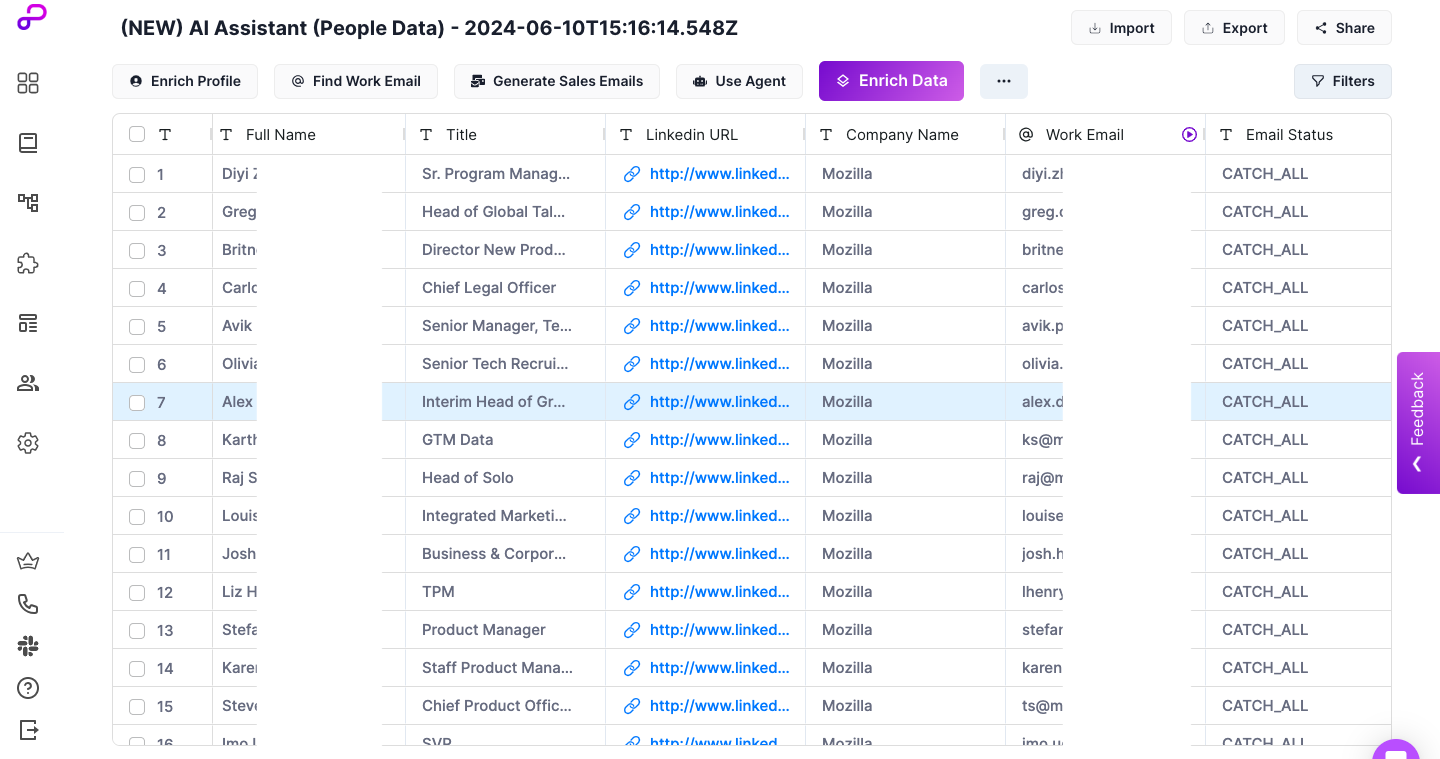 (NEW) AI Assistant (People Data) - 2024-06-10T15:16:14.548Z
Import Export Share
Enrich Profile Find Work Email Generate Sales Emails Use Agent Enrich Data ... Filters
Full Name Title Linkedin URL Company Name Work Email Email Status
1 Diyi Sr. Program Manag... http://www.linked... Mozilla diyi.zh CATCH_ALL
2 Greg Head of Global Tal... http://www.linked... Mozilla greg. CATCH_ALL
3 Britn Director New Prod... http://www.linked... Mozilla britne CATCH_ALL
4 Carlo Chief Legal Officer http://www.linked... Mozilla carlos CATCH_ALL
5 Avik Senior Manager, Te... http://www.linked... Mozilla avik.p CATCH_ALL
6 Olivia Senior Tech Recrui... http://www.linked... Mozilla olivia. CATCH_ALL
7 Alex Interim Head of Gr... http://www.linked... Mozilla alex.d CATCH_ALL
8 Karth GTM Data http://www.linked... Mozilla ks@m CATCH_ALL
9 Raj S Head of Solo http://www.linked... Mozilla raj@m CATCH_ALL
10 Louis Integrated Marketi... http://www.linked... Mozilla louise CATCH_ALL
11 Josh Business & Corpor... http://www.linked... Mozilla josh.h CATCH_ALL
12 Liz H TPM http://www.linked... Mozilla lhenry CATCH_ALL
13 Stefa Product Manager http://www.linked... Mozilla stefan CATCH_ALL
14 Karen Staff Product Mana... http://www.linked... Mozilla karen CATCH_ALL
15 Steve Chief Product Offic... http://www.linked... Mozilla ts@m CATCH_ALL
16 Imo SVP http://www.linked... Mozilla imo.u CATCH_ALL
Feedback